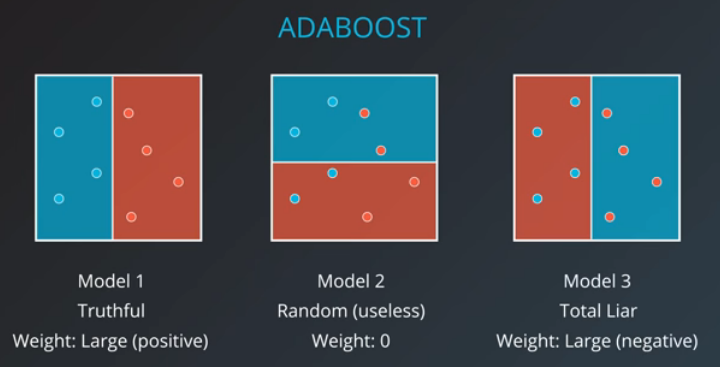 ADABOOST
Model 1
Truthful
Weight: Large (positive)
Model 2
Random (useless)
Weight: 0
Model 3
Total Liar
Weight: Large (negative)